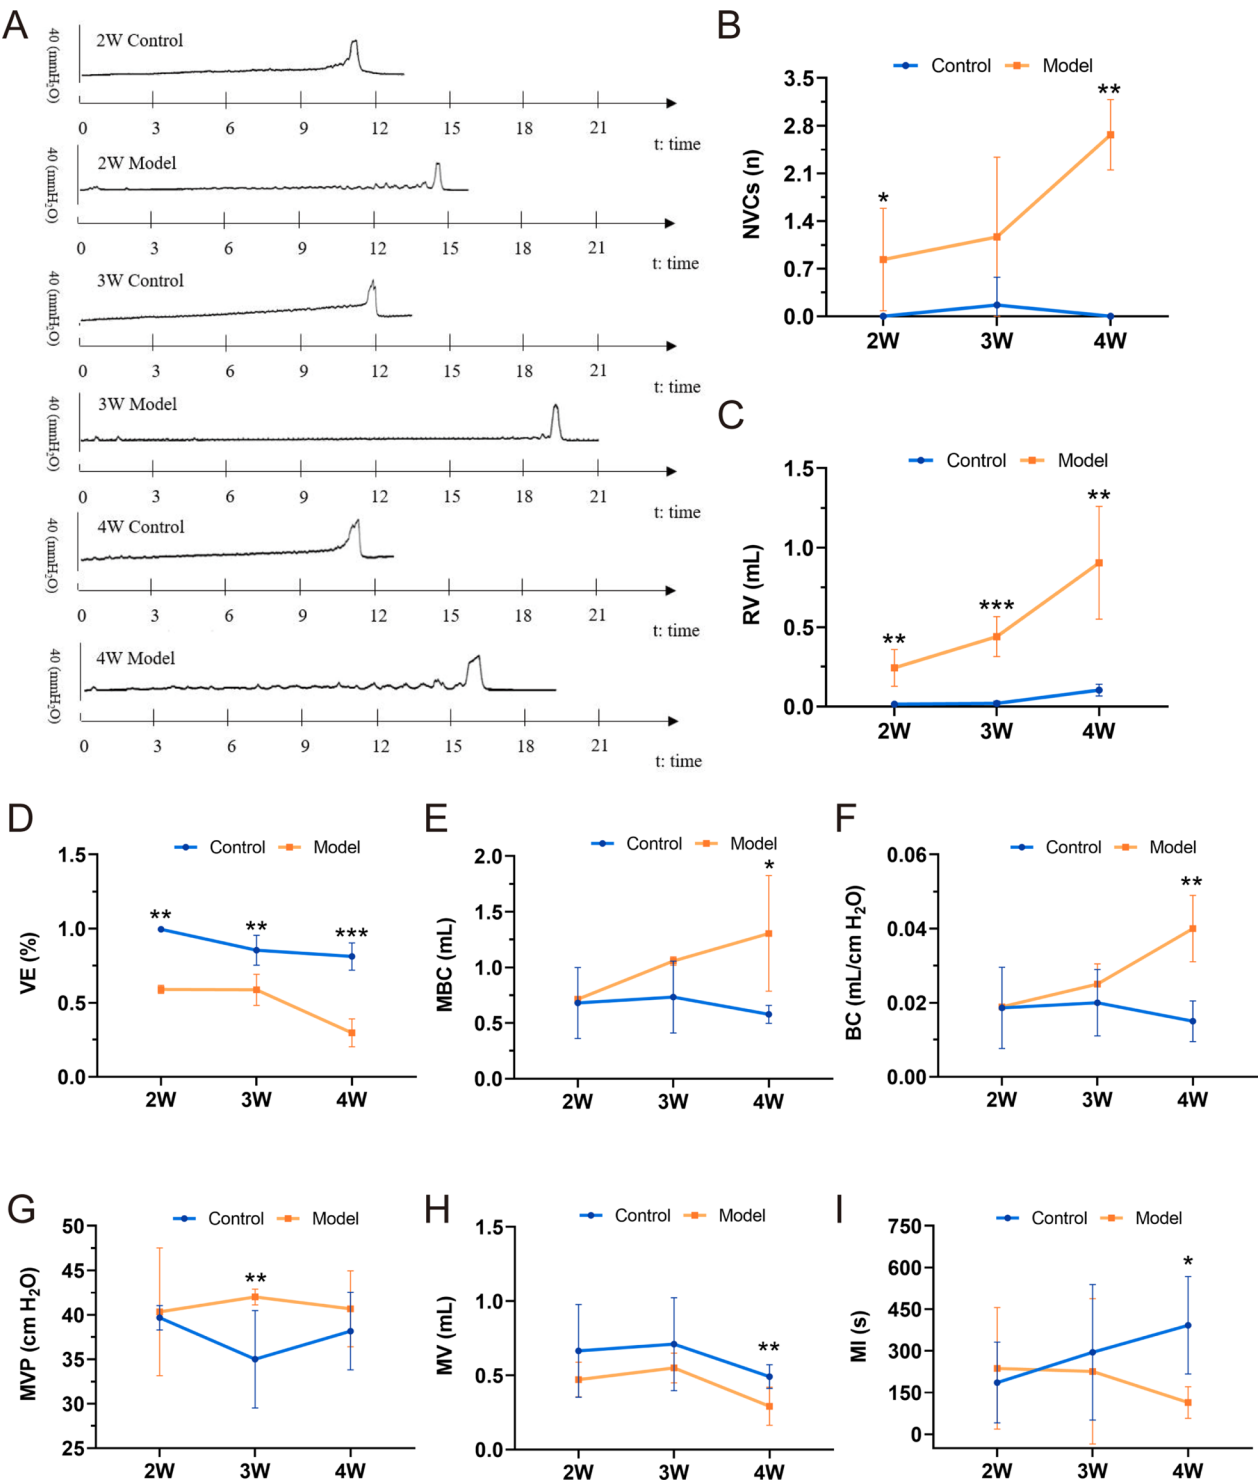 A
40 (mmH₂O)
2W Control
0 3 6 9 12 15 18 21
t: time
40 (mmH₂O)
2W Model
0 3 6 9 12 15 18 21
t: time
40 (mmH₂O)
3W Control
0 3 6 9 12 15 18 21
t: time
40 (mmH₂O)
3W Model
0 3 6 9 12 15 18 21
t: time
40 (mmH₂O)
4W Control
0 3 6 9 12 15 18 21
t: time
40 (mmH₂O)
4W Model
0 3 6 9 12 15 18 21
t: time
B
Control Model
NVCs (n)
3.5
2.8
2.1
1.4
0.7
0.0
*
**
2W 3W 4W
C
Control Model
RV (mL)
1.5
1.0
0.5
0.0
**
***
**
2W 3W 4W
D
Control Model
VE (%)
1.5
1.0
0.5
0.0
**
**
***
2W 3W 4W
E
Control Model
MBC (mL)
2.0
1.5
1.0
0.5
0.0
*
2W 3W 4W
F
Control Model
BC (mL/cm H₂O)
0.06
0.04
0.02
0.00
**
2W 3W 4W
G
Control Model
MVP (cm H₂O)
50
45
40
35
30
25
**
2W 3W 4W
H
Control Model
MV (mL)
1.5
1.0
0.5
0.0
**
2W 3W 4W
I
Control Model
MI (s)
750
600
450
300
150
0
*
2W 3W 4W